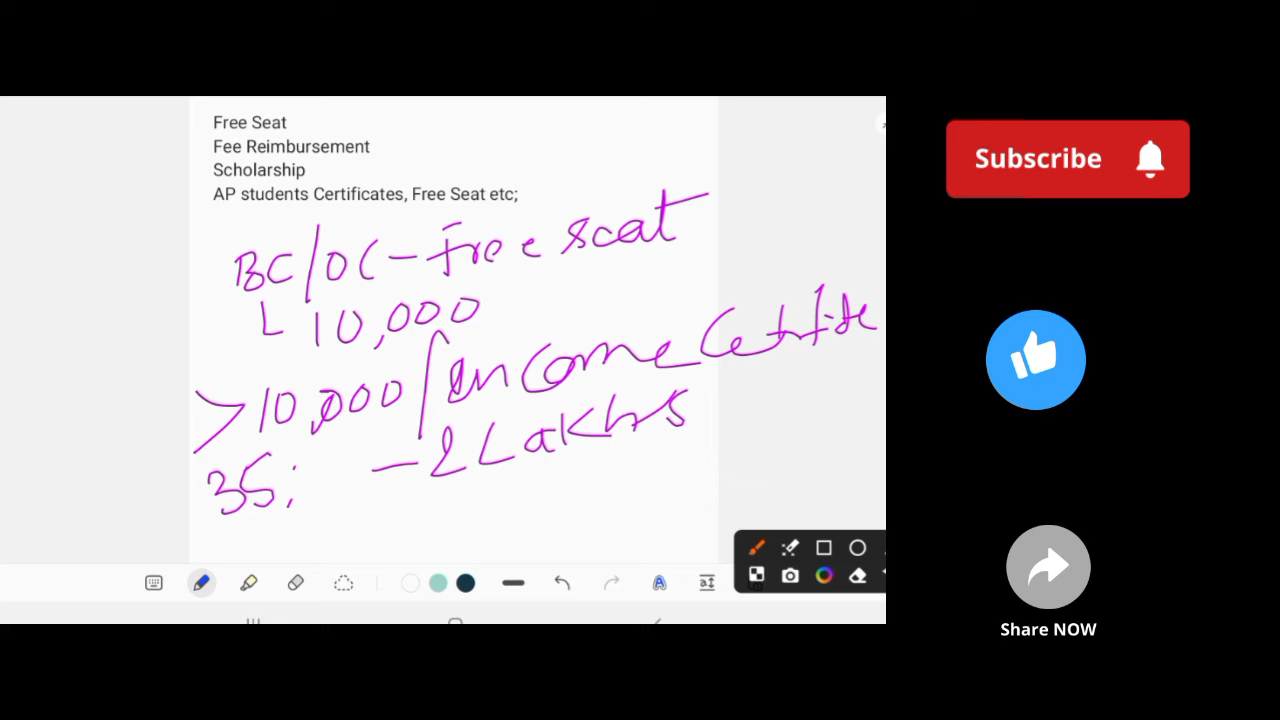 Free Seat
Fee Reimbursement
Scholarship
AP students Certificates, Free Seat etc;
BC/OC - free seat
L 10,000
>10,000 / Income
- 2 Lakhs
35;
Subscribe
Share NOW